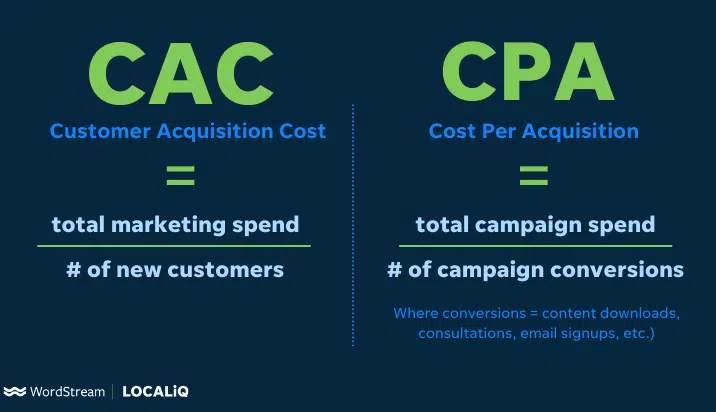 CAC
Customer Acquisition Cost
=
total marketing spend
# of new customers
CPA
Cost Per Acquisition
=
total campaign spend
# of campaign conversions
Where conversions = content downloads,
consultations, email signups, etc.)
WordStream | LOCALiQ